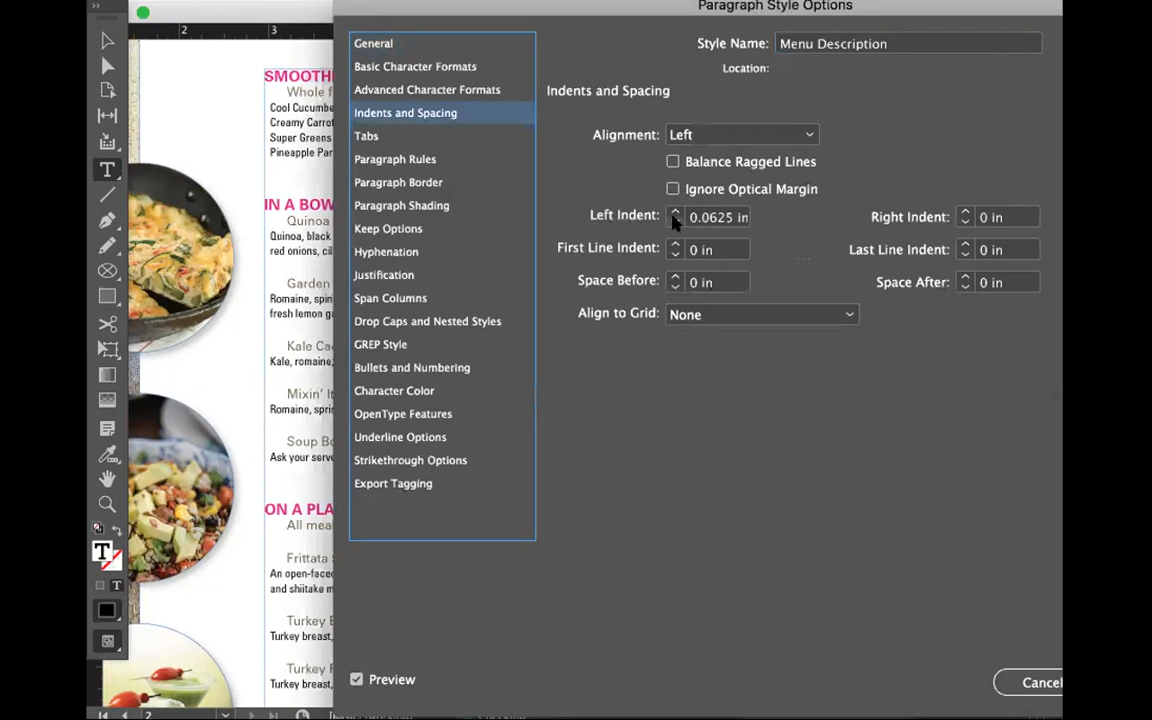 Paragraph Style Options
2
3
General
Basic Character Formats
Advanced Character Formats
Indents and Spacing
Tabs
Paragraph Rules
Paragraph Border
Paragraph Shading
Keep Options
Hyphenation
Justification
Span Columns
Drop Caps and Nested Styles
GREP Style
Bullets and Numbering
Character Color
OpenType Features
Underline Options
Strikethrough Options
Export Tagging
Style Name: Menu Description
Location:
Indents and Spacing
Alignment: Left
Balance Ragged Lines
Ignore Optical Margin
Left Indent: 0.0625 in
Right Indent: 0 in
First Line Indent: 0 in
Last Line Indent: 0 in
Space Before: 0 in
Space After: 0 in
Align to Grid: None
Preview
Cancel
SMOOTH
Whole f
Cool Cucumbe
Creamy Carro
Super Greens
Pineapple Par
IN A BOW
Quinoa
Quinoa, black
red onions, cil
Garden
Romaine, spin
fresh lemon ga
Kale Ca
Kale, romaine,
Mixin' It
Romaine, spri
Soup Bo
Ask your serve
ON A PLA
All mea
Frittata
An open-face
and shiitake m
Turkey B
Turkey breast,
Turkey
Turkey breast,
2